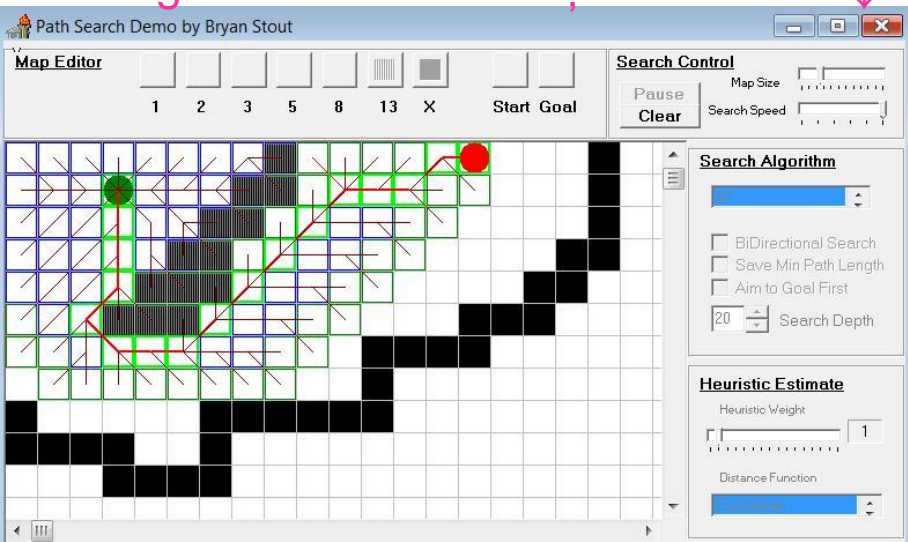 Path Search Demo by Bryan Stout
Map Editor
1 2 3 5 8 13 X Start Goal
Search Control
Map Size
Pause
Search Speed
Clear
Search Algorithm
BiDirectional Search
Save Min Path Length
Aim to Goal First
20 Search Depth
Heuristic Estimate
Heuristic Weight
1
Distance Function